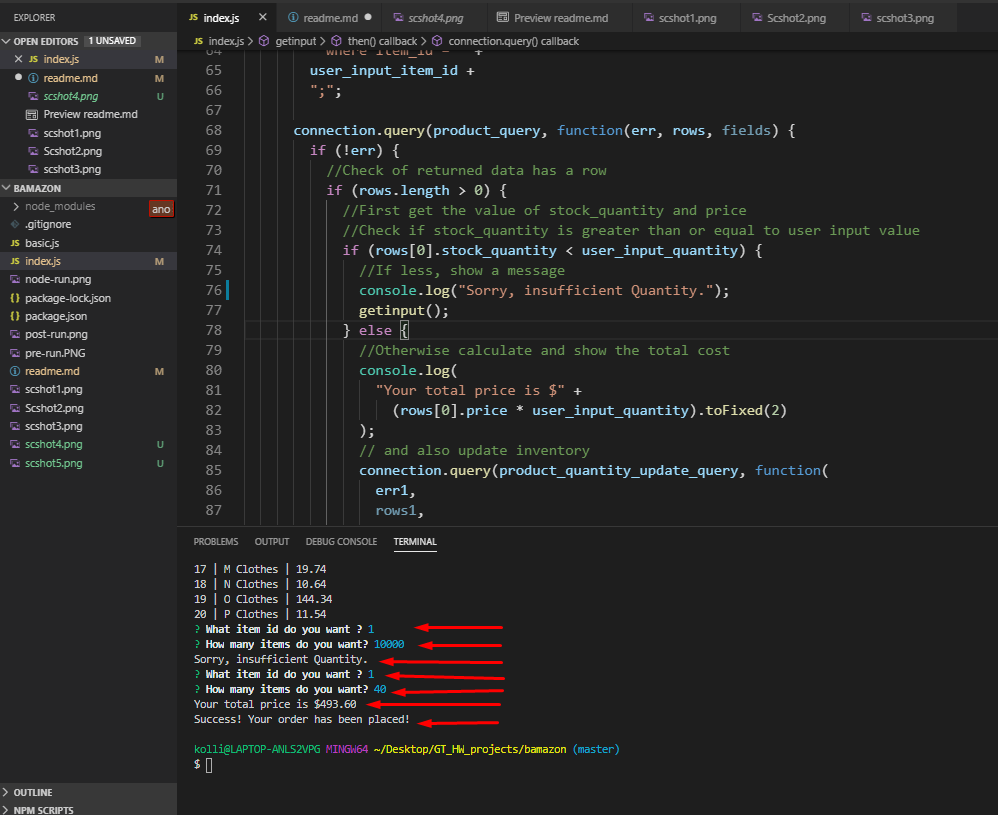 EXPLORER
JS index.js × readme.md ● scshot4.png Preview readme.md scshot1.png Scshot2.png scshot3.png
OPEN EDITORS 1 UNSAVED
JS index.js > getinput > then() callback > connection.query() callback
× JS index.js M
● readme.md M
scshot4.png U
Preview readme.md
scshot1.png
Scshot2.png
scshot3.png
BAMAZON
> node_modules
ano
.gitignore
JS basic.js
JS index.js M
node-run.png
{} package-lock.json
{} package.json
post-run.png
pre-run.PNG
readme.md M
scshot1.png
Scshot2.png
scshot3.png
scshot4.png U
scshot5.png U
> OUTLINE
> NPM SCRIPTS
64 where item_id = " +
65 user_input_item_id +
66 ";";
67
68 connection.query(product_query, function(err, rows, fields) {
69 if (!err) {
70 //Check of returned data has a row
71 if (rows.length > 0) {
72 //First get the value of stock_quantity and price
73 //Check if stock_quantity is greater than or equal to user input value
74 if (rows[0].stock_quantity < user_input_quantity) {
75 //If less, show a message
76 console.log("Sorry, insufficient Quantity.");
77 getinput();
78 } else {
79 //Otherwise calculate and show the total cost
80 console.log(
81 "Your total price is $" +
82 (rows[0].price * user_input_quantity).toFixed(2)
83 );
84 // and also update inventory
85 connection.query(product_quantity_update_query, function(
86 err1,
87 rows1,
PROBLEMS OUTPUT DEBUG CONSOLE TERMINAL
17 | M Clothes | 19.74
18 | N Clothes | 10.64
19 | O Clothes | 144.34
20 | P Clothes | 11.54
? What item id do you want ? 1
? How many items do you want? 10000
Sorry, insufficient Quantity.
? What item id do you want ? 1
? How many items do you want? 40
Your total price is $493.60
Success! Your order has been placed!
kolli@LAPTOP-ANLS2VPG MINGW64 ~/Desktop/GT_HW_projects/bamazon (master)
$